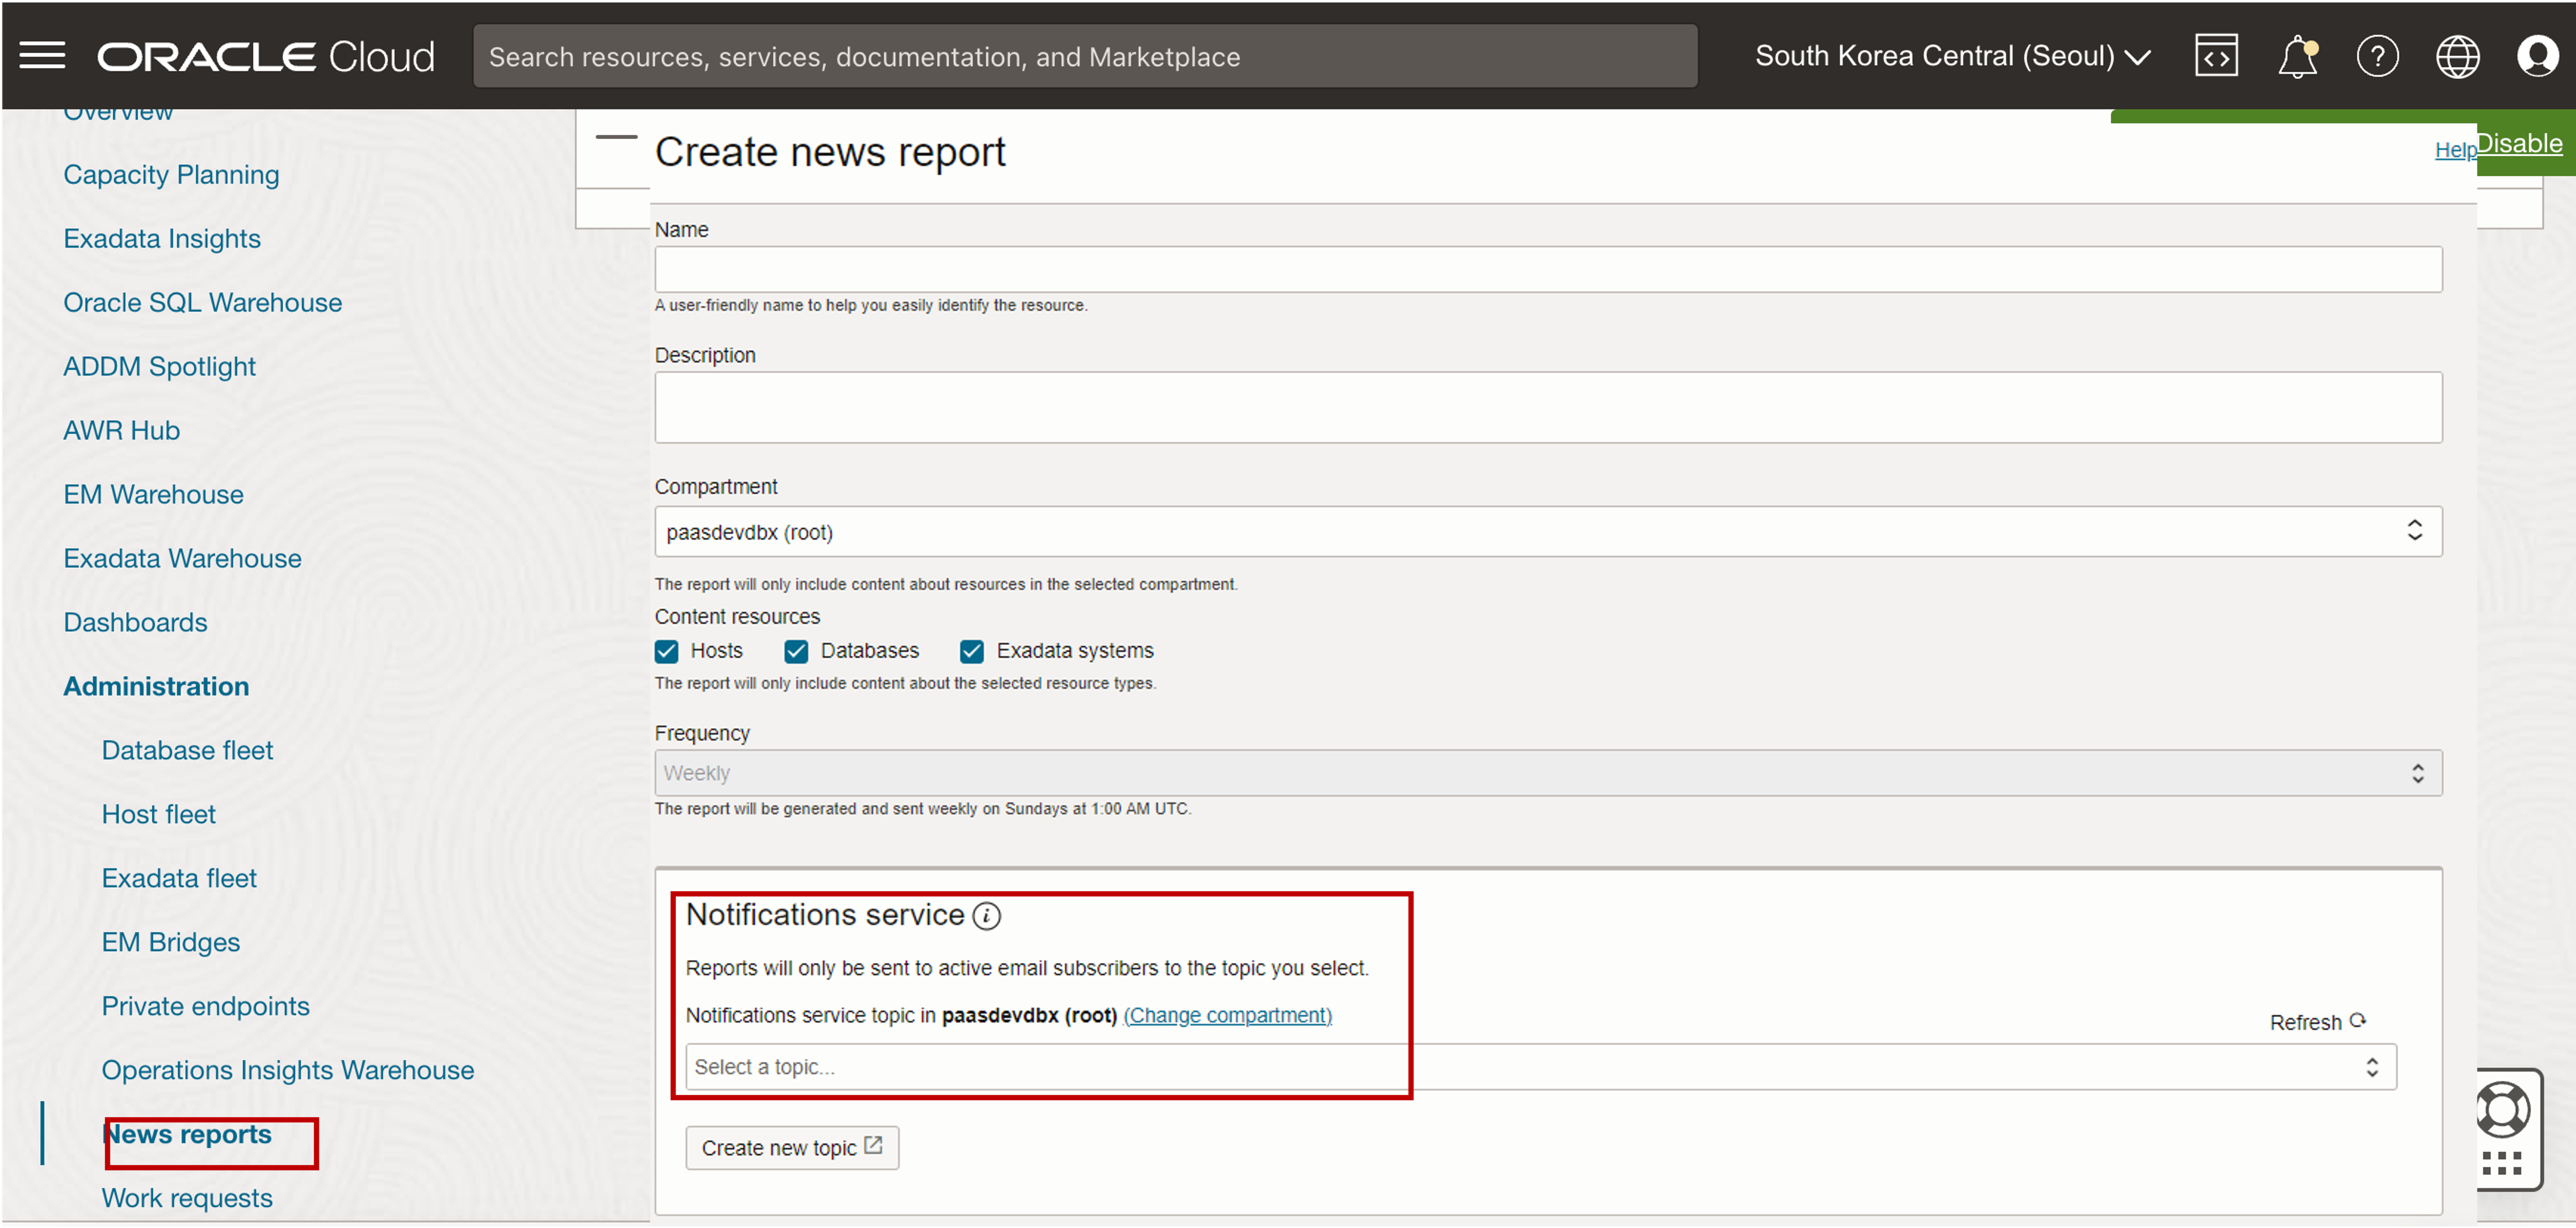 ORACLE Cloud
Search resources, services, documentation, and Marketplace
South Korea Central (Seoul)
Overview
Capacity Planning
Exadata Insights
Oracle SQL Warehouse
ADDM Spotlight
AWR Hub
EM Warehouse
Exadata Warehouse
Dashboards
Administration
Database fleet
Host fleet
Exadata fleet
EM Bridges
Private endpoints
Operations Insights Warehouse
News reports
Work requests
Create news report
Help
Disable
Name
A user-friendly name to help you easily identify the resource.
Description
Compartment
paasdevdbx (root)
The report will only include content about resources in the selected compartment.
Content resources
Hosts Databases Exadata systems
The report will only include content about the selected resource types.
Frequency
Weekly
The report will be generated and sent weekly on Sundays at 1:00 AM UTC.
Notifications service
Reports will only be sent to active email subscribers to the topic you select.
Notifications service topic in paasdevdbx (root) (Change compartment)
Refresh
Select a topic...
Create new topic